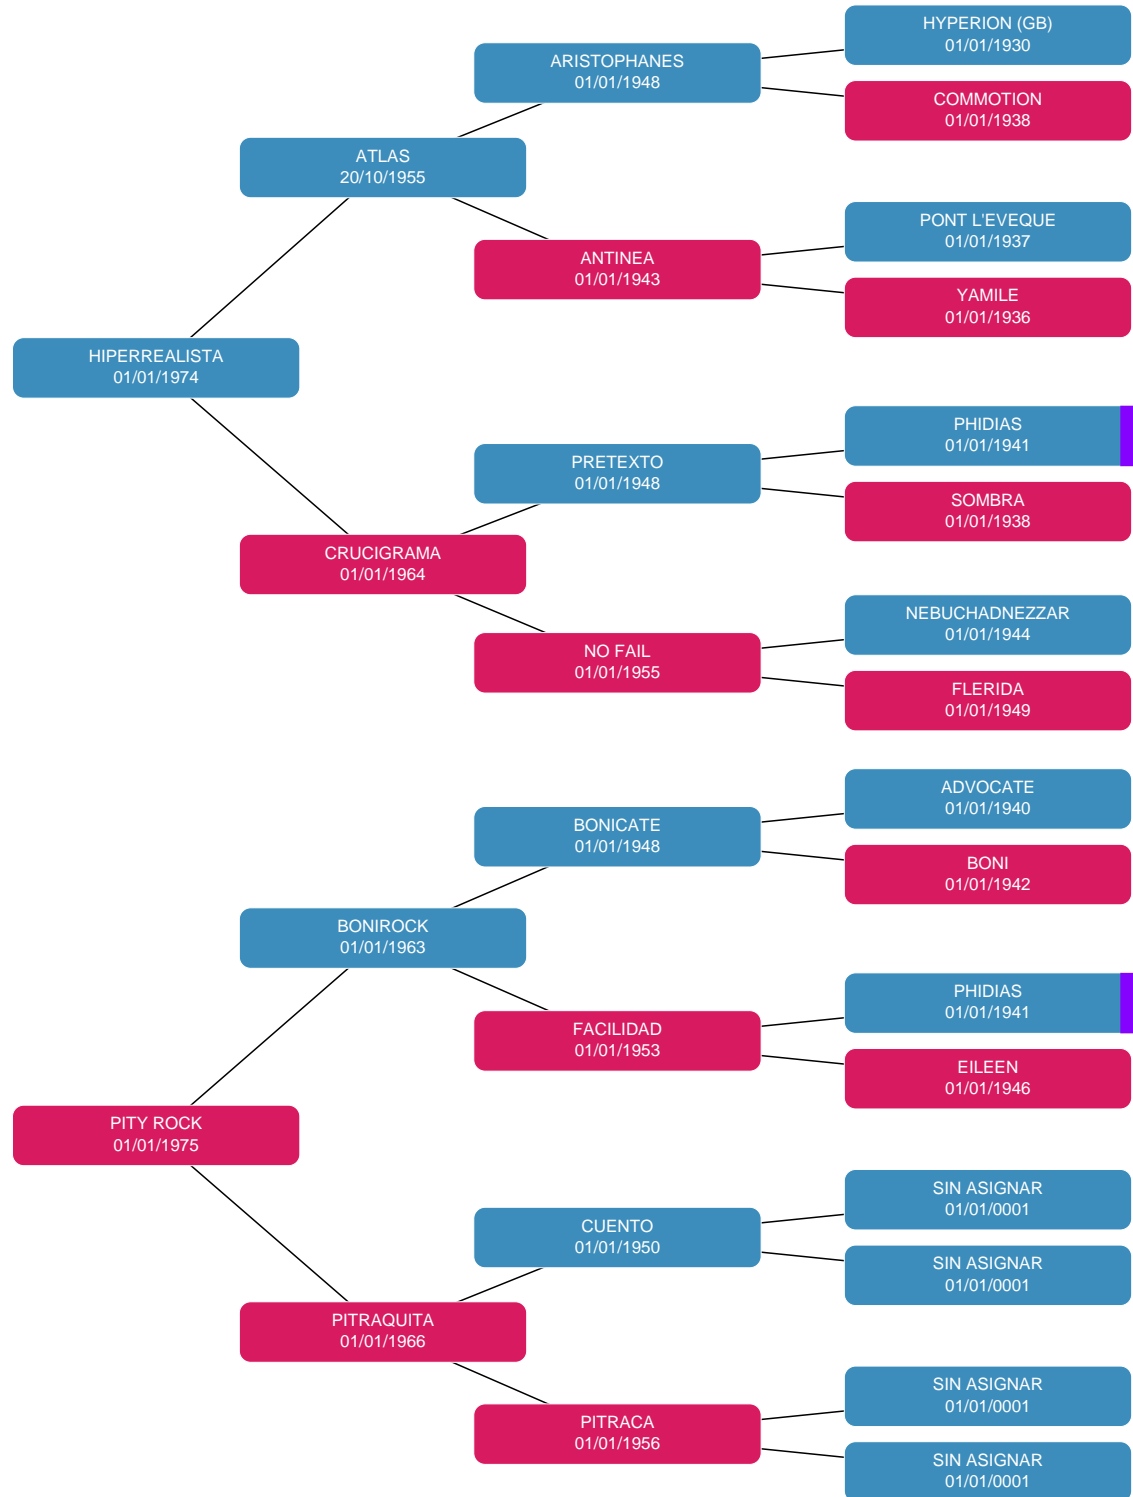 HYPERION (GB)
01/01/1930
ARISTOPHANES
01/01/1948
COMMOTION
01/01/1938
ATLAS
20/10/1955
PONT L'EVEQUE
01/01/1937
ANTINEA
01/01/1943
YAMILE
01/01/1936
HIPERREALISTA
01/01/1974
PHIDIAS
01/01/1941
PRETEXTO
01/01/1948
SOMBRA
01/01/1938
CRUCIGRAMA
01/01/1964
NEBUCHADNEZZAR
01/01/1944
NO FAIL
01/01/1955
FLERIDA
01/01/1949
ADVOCATE
01/01/1940
BONICATE
01/01/1948
BONI
01/01/1942
BONIROCK
01/01/1963
PHIDIAS
01/01/1941
FACILIDAD
01/01/1953
EILEEN
01/01/1946
PITY ROCK
01/01/1975
SIN ASIGNAR
01/01/0001
CUENTO
01/01/1950
SIN ASIGNAR
01/01/0001
PITRAQUITA
01/01/1966
SIN ASIGNAR
01/01/0001
PITRACA
01/01/1956
SIN ASIGNAR
01/01/0001